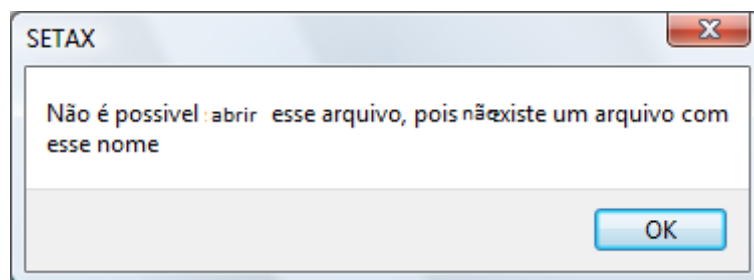 SETAX
Não é possivel abrir esse arquivo, pois não existe um arquivo com
esse nome
OK